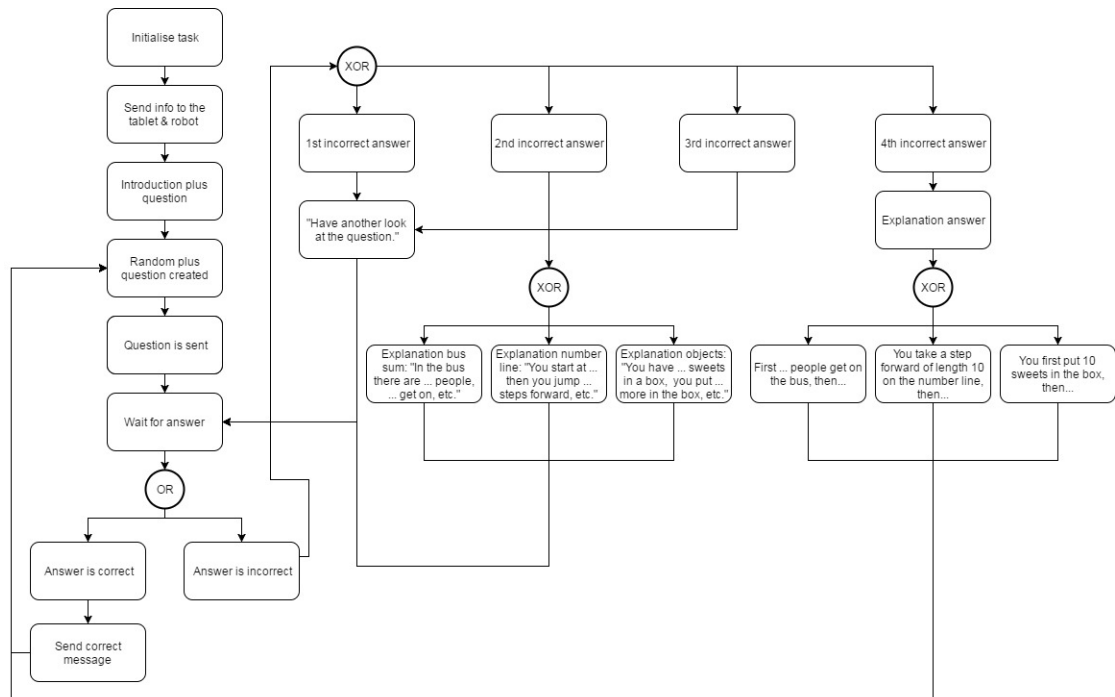 Initialise task
Send info to the
tablet & robot
Introduction plus
question
Random plus
question created
Question is sent
Wait for answer
OR
Answer is correct
Answer is incorrect
Send correct
message
XOR
1st incorrect answer
2nd incorrect answer
3rd incorrect answer
4th incorrect answer
"Have another look
at the question."
Explanation answer
XOR
XOR
Explanation bus
sum: "In the bus
there are ... people,
... get on, etc."
Explanation number
line: "You start at ...
then you jump ...
steps forward, etc."
Explanation objects:
"You have ... sweets
in a box, you put ...
more in the box, etc."
First ... people get on
the bus, then...
You take a step
forward of length 10
on the number line,
then...
You first put 10
sweets in the box,
then...